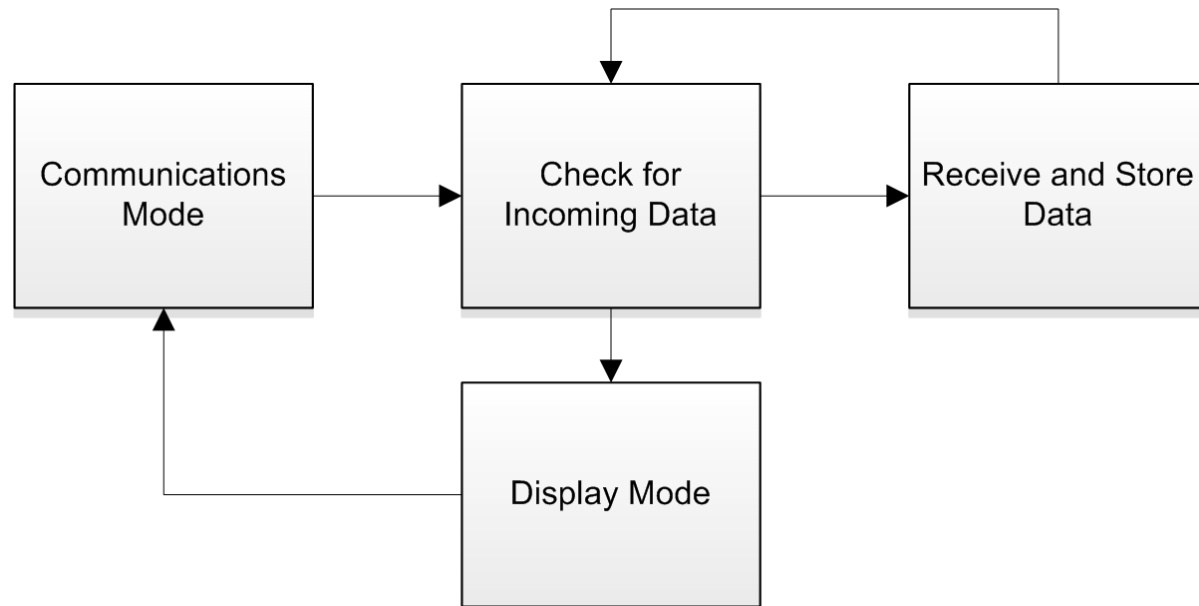 Communications
Mode
Check for
Incoming Data
Receive and Store
Data
Display Mode